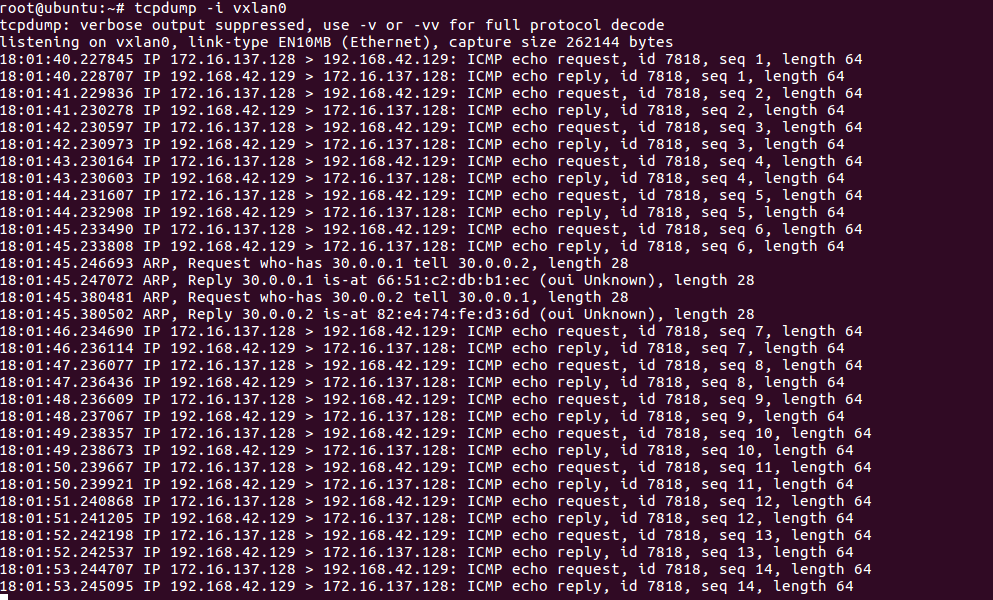 root@ubuntu:~# tcpdump -i vxlan0
tcpdump: verbose output suppressed, use -v or -vv for full protocol decode
listening on vxlan0, link-type EN10MB (Ethernet), capture size 262144 bytes
18:01:40.227845 IP 172.16.137.128 > 192.168.42.129: ICMP echo request, id 7818, seq 1, length 64
18:01:40.228707 IP 192.168.42.129 > 172.16.137.128: ICMP echo reply, id 7818, seq 1, length 64
18:01:41.229836 IP 172.16.137.128 > 192.168.42.129: ICMP echo request, id 7818, seq 2, length 64
18:01:41.230278 IP 192.168.42.129 > 172.16.137.128: ICMP echo reply, id 7818, seq 2, length 64
18:01:42.230597 IP 172.16.137.128 > 192.168.42.129: ICMP echo request, id 7818, seq 3, length 64
18:01:42.230973 IP 192.168.42.129 > 172.16.137.128: ICMP echo reply, id 7818, seq 3, length 64
18:01:43.230164 IP 172.16.137.128 > 192.168.42.129: ICMP echo request, id 7818, seq 4, length 64
18:01:43.230603 IP 192.168.42.129 > 172.16.137.128: ICMP echo reply, id 7818, seq 4, length 64
18:01:44.231607 IP 172.16.137.128 > 192.168.42.129: ICMP echo request, id 7818, seq 5, length 64
18:01:44.232908 IP 192.168.42.129 > 172.16.137.128: ICMP echo reply, id 7818, seq 5, length 64
18:01:45.233490 IP 172.16.137.128 > 192.168.42.129: ICMP echo request, id 7818, seq 6, length 64
18:01:45.233808 IP 192.168.42.129 > 172.16.137.128: ICMP echo reply, id 7818, seq 6, length 64
18:01:45.246693 ARP, Request who-has 30.0.0.1 tell 30.0.0.2, length 28
18:01:45.247072 ARP, Reply 30.0.0.1 is-at 66:51:c2:db:b1:ec (oui Unknown), length 28
18:01:45.380481 ARP, Request who-has 30.0.0.2 tell 30.0.0.1, length 28
18:01:45.380502 ARP, Reply 30.0.0.2 is-at 82:e4:74:fe:d3:6d (oui Unknown), length 28
18:01:46.234690 IP 172.16.137.128 > 192.168.42.129: ICMP echo request, id 7818, seq 7, length 64
18:01:46.236114 IP 192.168.42.129 > 172.16.137.128: ICMP echo reply, id 7818, seq 7, length 64
18:01:47.236077 IP 172.16.137.128 > 192.168.42.129: ICMP echo request, id 7818, seq 8, length 64
18:01:47.236436 IP 192.168.42.129 > 172.16.137.128: ICMP echo reply, id 7818, seq 8, length 64
18:01:48.236609 IP 172.16.137.128 > 192.168.42.129: ICMP echo request, id 7818, seq 9, length 64
18:01:48.237067 IP 192.168.42.129 > 172.16.137.128: ICMP echo reply, id 7818, seq 9, length 64
18:01:49.238357 IP 172.16.137.128 > 192.168.42.129: ICMP echo request, id 7818, seq 10, length 64
18:01:49.238673 IP 192.168.42.129 > 172.16.137.128: ICMP echo reply, id 7818, seq 10, length 64
18:01:50.239667 IP 172.16.137.128 > 192.168.42.129: ICMP echo request, id 7818, seq 11, length 64
18:01:50.239921 IP 192.168.42.129 > 172.16.137.128: ICMP echo reply, id 7818, seq 11, length 64
18:01:51.240868 IP 172.16.137.128 > 192.168.42.129: ICMP echo request, id 7818, seq 12, length 64
18:01:51.241205 IP 192.168.42.129 > 172.16.137.128: ICMP echo reply, id 7818, seq 12, length 64
18:01:52.242198 IP 172.16.137.128 > 192.168.42.129: ICMP echo request, id 7818, seq 13, length 64
18:01:52.242537 IP 192.168.42.129 > 172.16.137.128: ICMP echo reply, id 7818, seq 13, length 64
18:01:53.244707 IP 172.16.137.128 > 192.168.42.129: ICMP echo request, id 7818, seq 14, length 64
18:01:53.245095 IP 192.168.42.129 > 172.16.137.128: ICMP echo reply, id 7818, seq 14, length 64